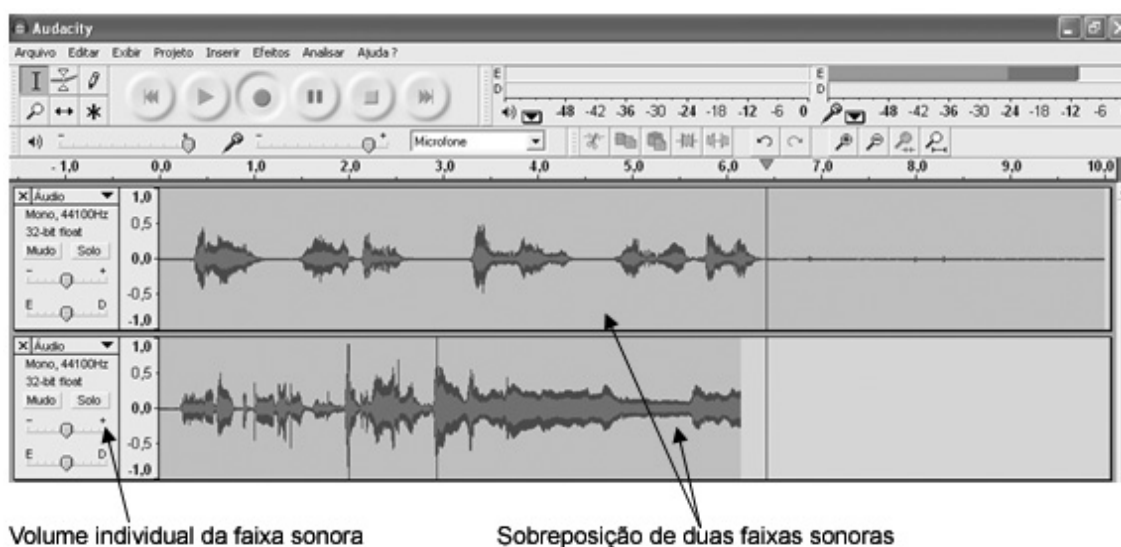 Audacity
Arquivo Editar Exibir Projeto Inserir Efeitos Analisar Ajuda ?
E
D
-48 -42 -36 -30 -24 -18 -12 -6 0
E
D
-48 -42 -36 -30 -24 -18 -12 -6
- + - + Microfone
- 1,0 0,0 1,0 2,0 3,0 4,0 5,0 6,0 7,0 8,0 9,0 10,0
X Áudio
Mono, 44100Hz
32-bit float
Mudo Solo
- +
E D
1,0
0,5
0,0
-0,5
-1,0
X Áudio
Mono, 44100Hz
32-bit float
Mudo Solo
- +
E D
1,0
0,5
0,0
-0,5
-1,0
Volume individual da faixa sonora
Sobreposição de duas faixas sonoras